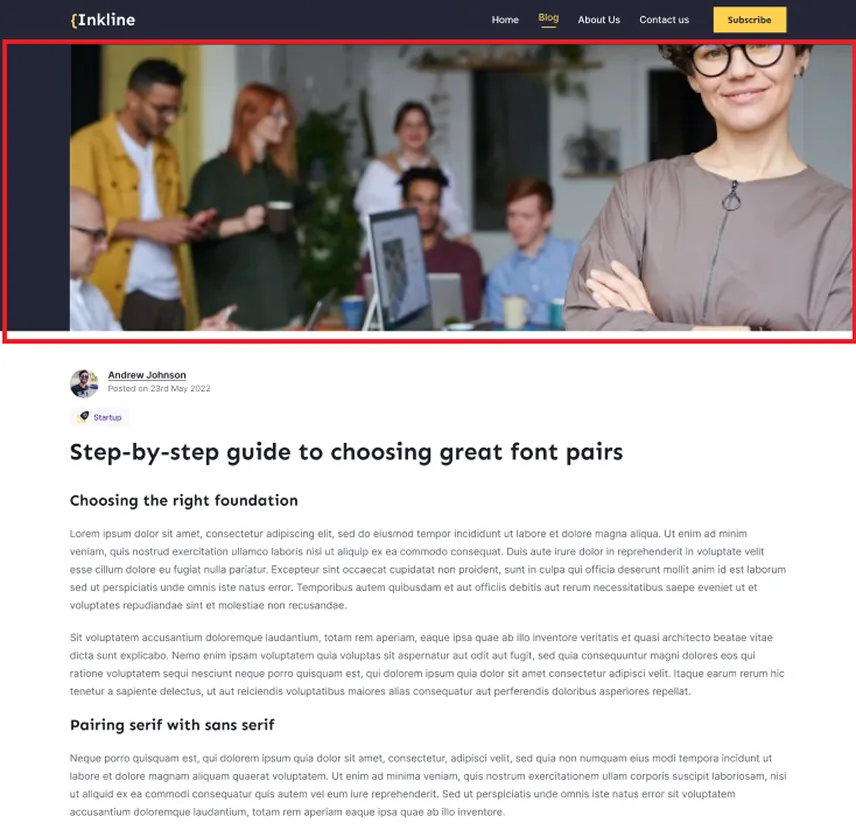 {Inkline
Home Blog About Us Contact us Subscribe
Andrew Johnson
Posted on 23rd May 2022
Startup
Step-by-step guide to choosing great font pairs
Choosing the right foundation
Lorem ipsum dolor sit amet, consectetur adipiscing elit, sed do eiusmod tempor incididunt ut labore et dolore magna aliqua. Ut enim ad minim
veniam, quis nostrud exercitation ullamco laboris nisi ut aliquip ex ea commodo consequat. Duis aute irure dolor in reprehenderit in voluptate velit
esse cillum dolore eu fugiat nulla pariatur. Excepteur sint occaecat cupidatat non proident, sunt in culpa qui officia deserunt mollit anim id est laborum
sed ut perspiciatis unde omnis iste natus error. Temporibus autem quibusdam et aut officiis debitis aut rerum necessitatibus saepe eveniet ut et
voluptates repudiandae sint et molestiae non recusandae.
Sit voluptatem accusantium doloremque laudantium, totam rem aperiam, eaque ipsa quae ab illo inventore veritatis et quasi architecto beatae vitae
dicta sunt explicabo. Nemo enim ipsam voluptatem quia voluptas sit aspernatur aut odit aut fugit, sed quia consequuntur magni dolores eos qui
ratione voluptatem sequi nesciunt neque porro quisquam est, qui dolorem ipsum quia dolor sit amet consectetur adipisci velit. Itaque earum rerum hic
tenetur a sapiente delectus, ut aut reiciendis voluptatibus maiores alias consequatur aut perferendis doloribus asperiores repellat.
Pairing serif with sans serif
Neque porro quisquam est, qui dolorem ipsum quia dolor sit amet, consectetur, adipisci velit, sed quia non numquam eius modi tempora incidunt ut
labore et dolore magnam aliquam quaerat voluptatem. Ut enim ad minima veniam, quis nostrum exercitationem ullam corporis suscipit laboriosam, nisi
ut aliquid ex ea commodi consequatur quis autem vel eum iure reprehenderit. Sed ut perspiciatis unde omnis iste natus error sit voluptatem
accusantium doloremque laudantium, totam rem aperiam eaque ipsa quae ab illo inventore.